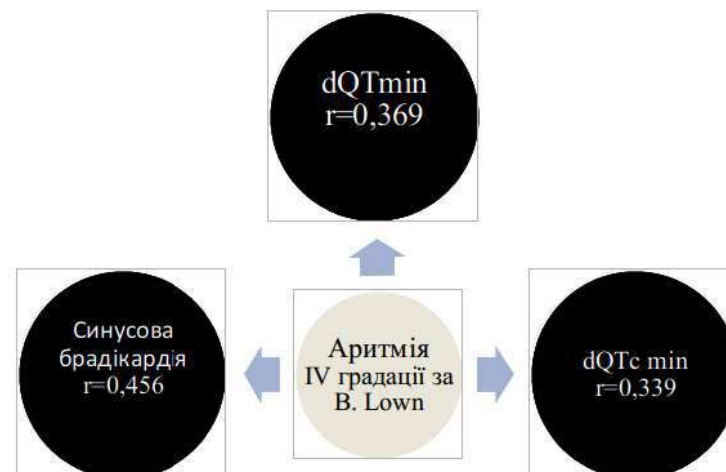 dQTmin
r=0,369
Синусова
брадікардія
r=0,456
Аритмія
IV градації за
B. Lown
dQTc min
r=0,339